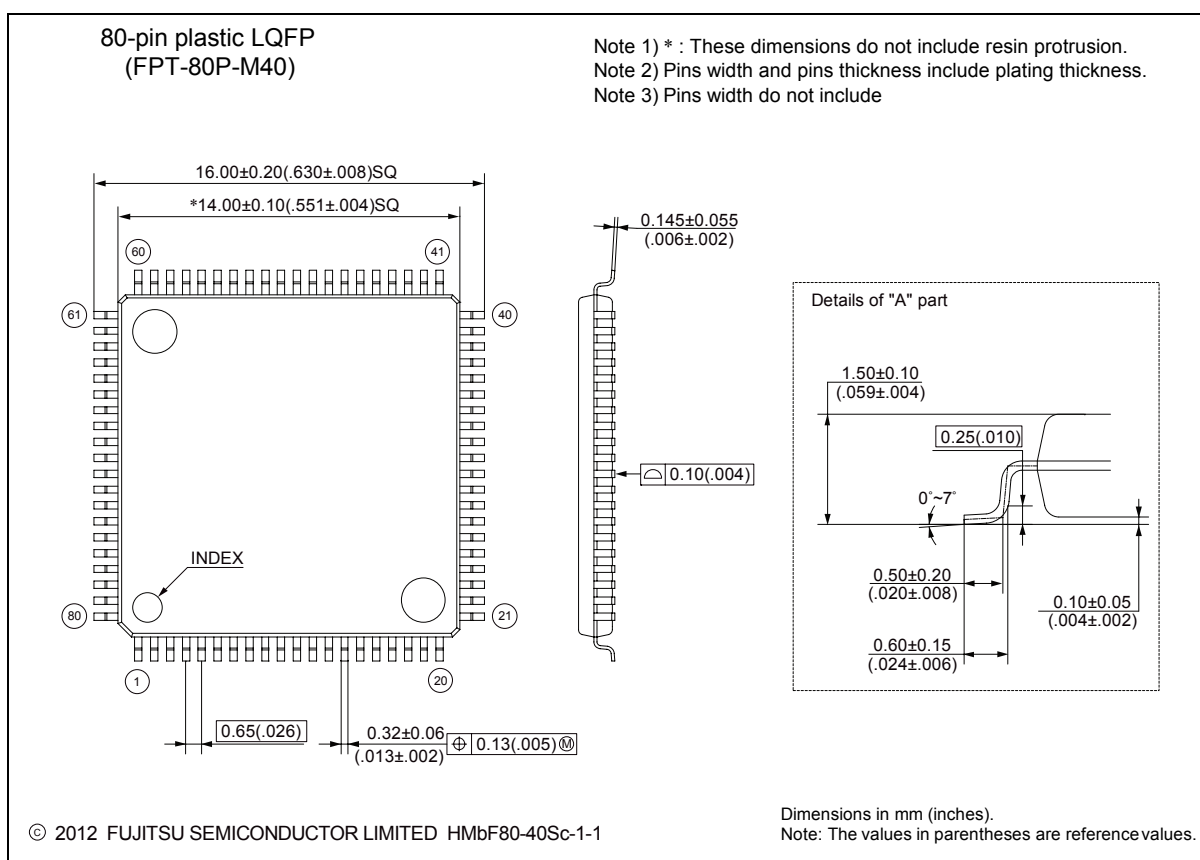 80-pin plastic LQFP
(FPT-80P-M40)
Note 1) * : These dimensions do not include resin protrusion.
Note 2) Pins width and pins thickness include plating thickness.
Note 3) Pins width do not include
16.00±0.20(.630±.008)SQ
*14.00±0.10(.551±.004)SQ
60
41
61
40
INDEX
80
21
1
20
0.65(.026)
0.32±0.06
(.013±.002)
⌖ 0.13(.005)Ⓜ
0.145±0.055
(.006±.002)
⌓ 0.10(.004)
Details of "A" part
1.50±0.10
(.059±.004)
0.25(.010)
0°~7°
0.50±0.20
(.020±.008)
0.60±0.15
(.024±.006)
0.10±0.05
(.004±.002)
© 2012 FUJITSU SEMICONDUCTOR LIMITED HMbF80-40Sc-1-1
Dimensions in mm (inches).
Note: The values in parentheses are reference values.